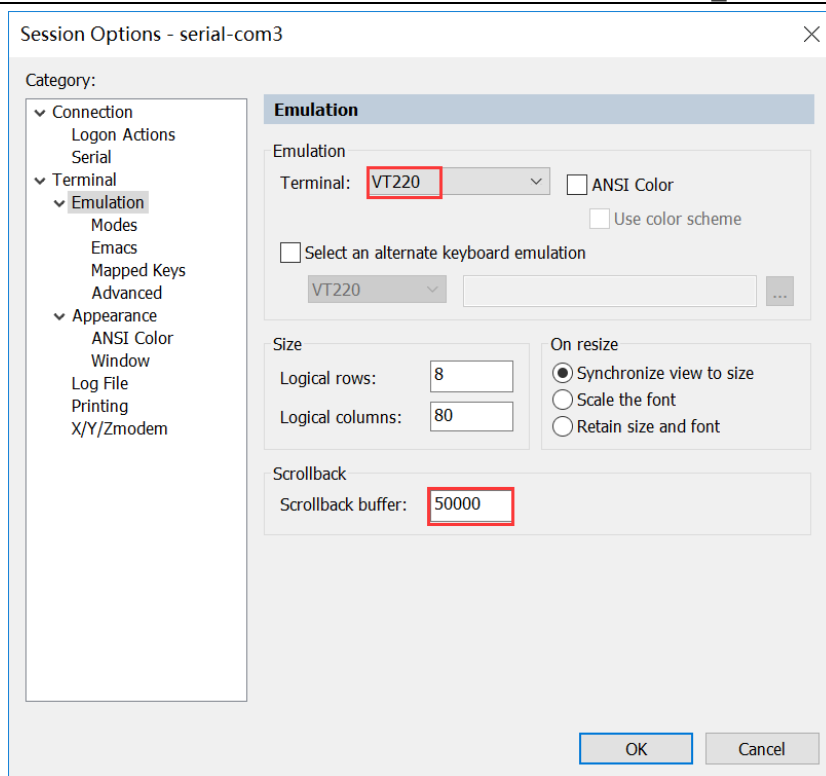 Session Options - serial-com3
Category:
Connection
Logon Actions
Serial
Terminal
Emulation
Modes
Emacs
Mapped Keys
Advanced
Appearance
ANSI Color
Window
Log File
Printing
X/Y/Zmodem
Emulation
Emulation
Terminal: VT220 ANSI Color
Use color scheme
Select an alternate keyboard emulation
VT220 ...
Size
Logical rows: 8
Logical columns: 80
On resize
Synchronize view to size
Scale the font
Retain size and font
Scrollback
Scrollback buffer: 50000
OK Cancel